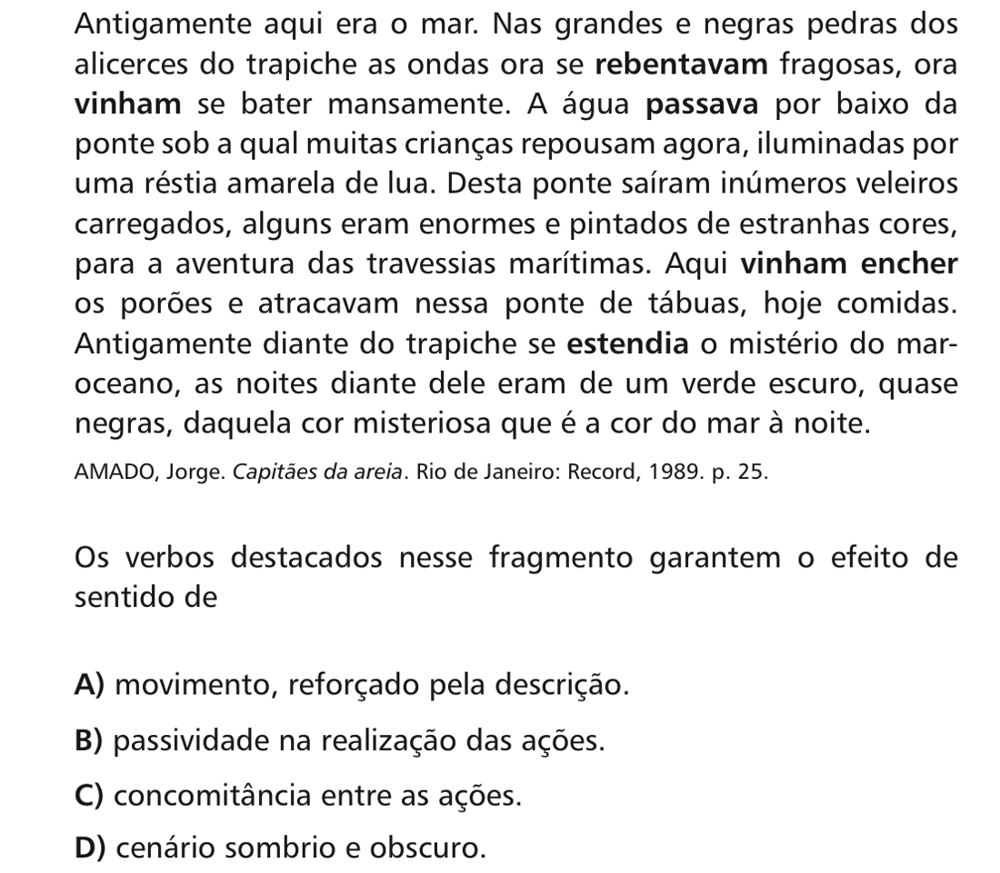 Antigamente aqui era o mar. Nas grandes e negras pedras dos
alicerces do trapiche as ondas ora se rebentavam fragosas, ora
vinham se bater mansamente. A água passava por baixo da
ponte sob a qual muitas crianças repousam agora, iluminadas por
uma réstia amarela de lua. Desta ponte saíram inúmeros veleiros
carregados, alguns eram enormes e pintados de estranhas cores,
para a aventura das travessias marítimas. Aqui vinham encher
os porões e atracavam nessa ponte de tábuas, hoje comidas.
Antigamente diante do trapiche se estendia o mistério do mar-
oceano, as noites diante dele eram de um verde escuro, quase
negras, daquela cor misteriosa que é a cor do mar à noite.
AMADO, Jorge. Capitães da areia. Rio de Janeiro: Record, 1989. p. 25.
Os verbos destacados nesse fragmento garantem o efeito de
sentido de
A) movimento, reforçado pela descrição.
B) passividade na realização das ações.
C) concomitância entre as ações.
D) cenário sombrio e obscuro.